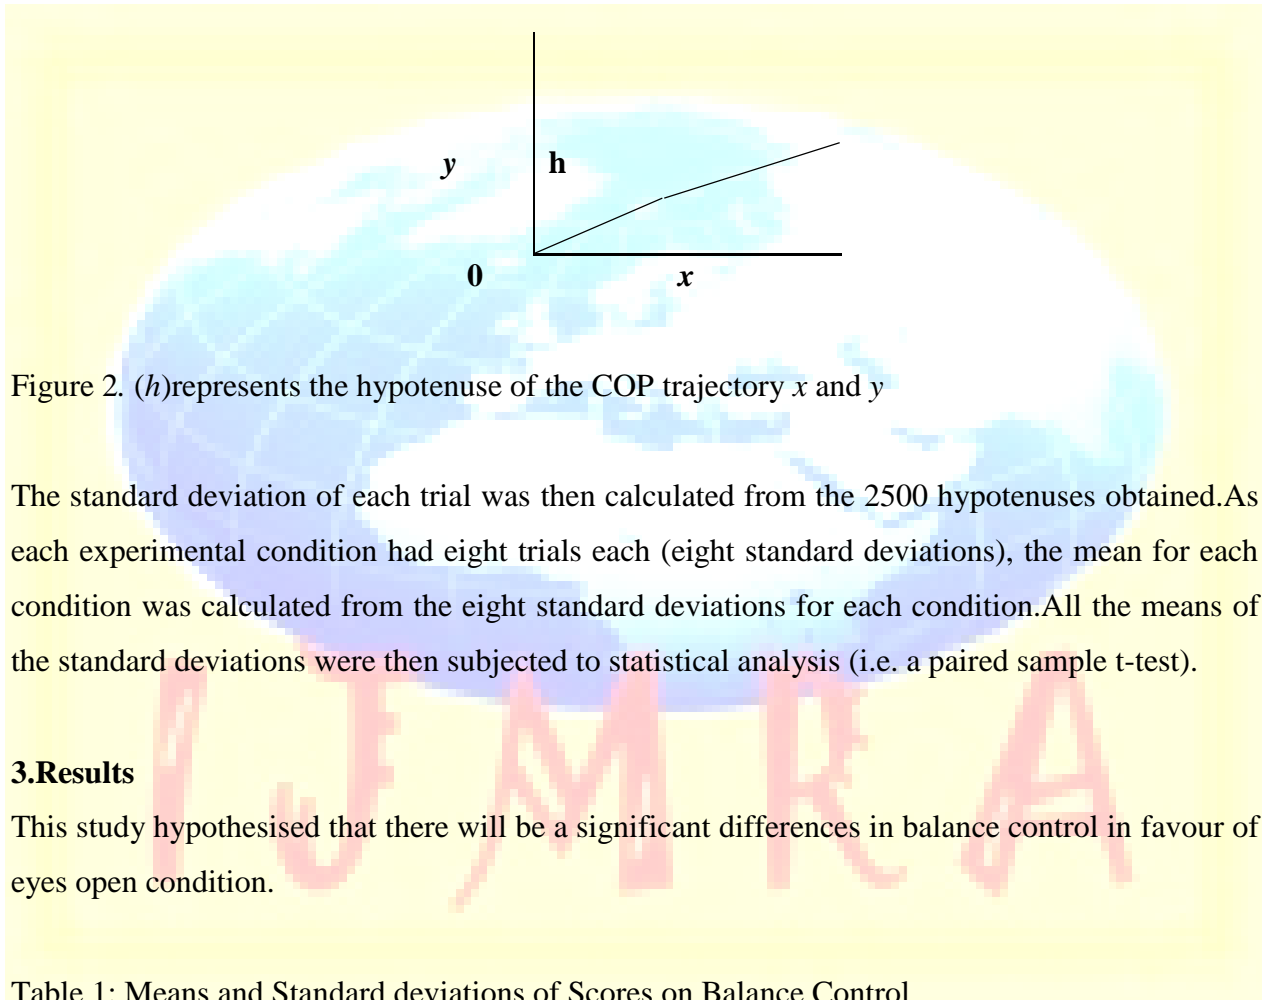 y h
0 x
Figure 2. (h)represents the hypotenuse of the COP trajectory x and y
The standard deviation of each trial was then calculated from the 2500 hypotenuses obtained.As
each experimental condition had eight trials each (eight standard deviations), the mean for each
condition was calculated from the eight standard deviations for each condition.All the means of
the standard deviations were then subjected to statistical analysis (i.e. a paired sample t-test).
IJMRA
3.Results
This study hypothesised that there will be a significant differences in balance control in favour of
eyes open condition.
Table 1: Means and Standard deviations of Scores on Balance Control